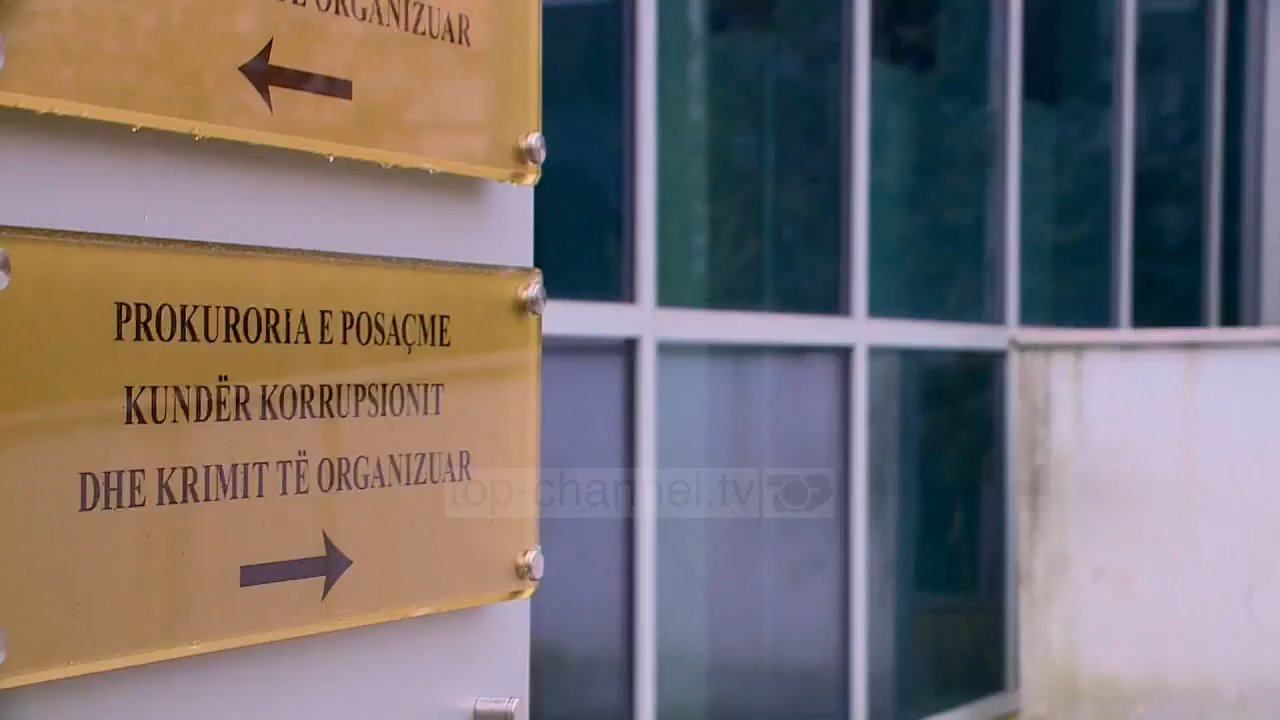 ORGANIZUAR
PROKURORIA E POSAÇME
KUNDËR KORRUPSIONIT
DHE KRIMIT TË ORGANIZUAR
top-channel.tv